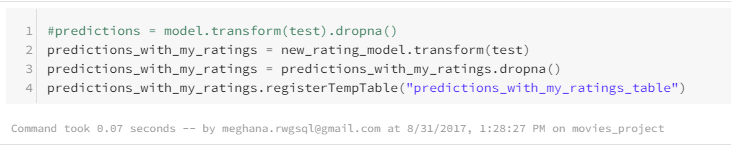 1 #predictions = model.transform(test).dropna()
2 predictions_with_my_ratings = new_rating_model.transform(test)
3 predictions_with_my_ratings = predictions_with_my_ratings.dropna()
4 predictions_with_my_ratings.registerTempTable("predictions_with_my_ratings_table")
Command took 0.07 seconds -- by meghana.rwgsql@gmail.com at 8/31/2017, 1:28:27 PM on movies_project